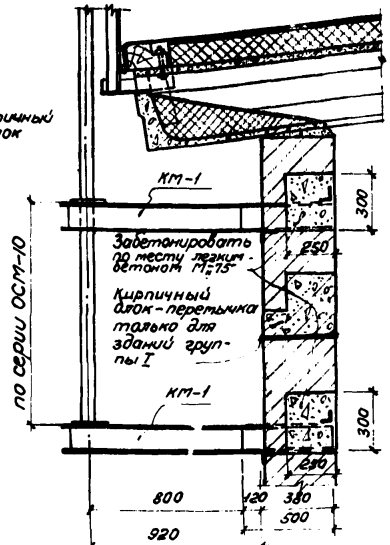 КМ-1
300
Забетонировать
по месту легким
бетоном М-75
250
Кирпичный
блок-перемычка
только для
зданий груп-
пы I
по серии ОСМ-10
КМ-1
300
250
800
120
380
500
920